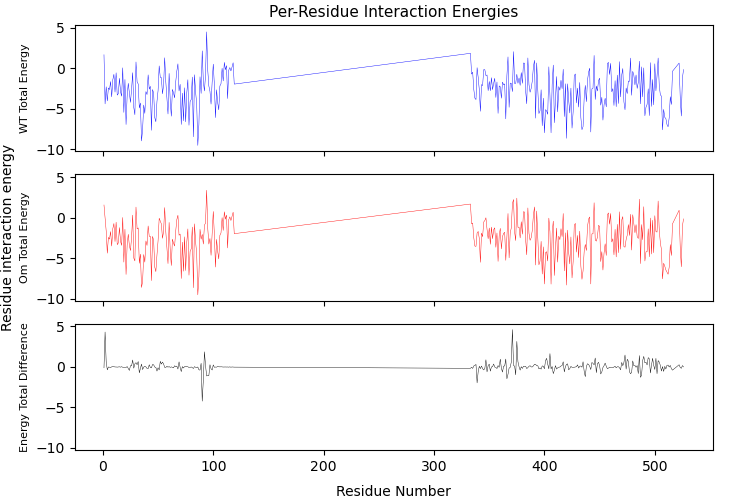 Per-Residue Interaction Energies
Residue interaction energy
WT Total Energy
5
0
−5
−10
Om Total Energy
5
0
−5
−10
Energy Total Difference
5
0
−5
−10
0 100 200 300 400 500
Residue Number